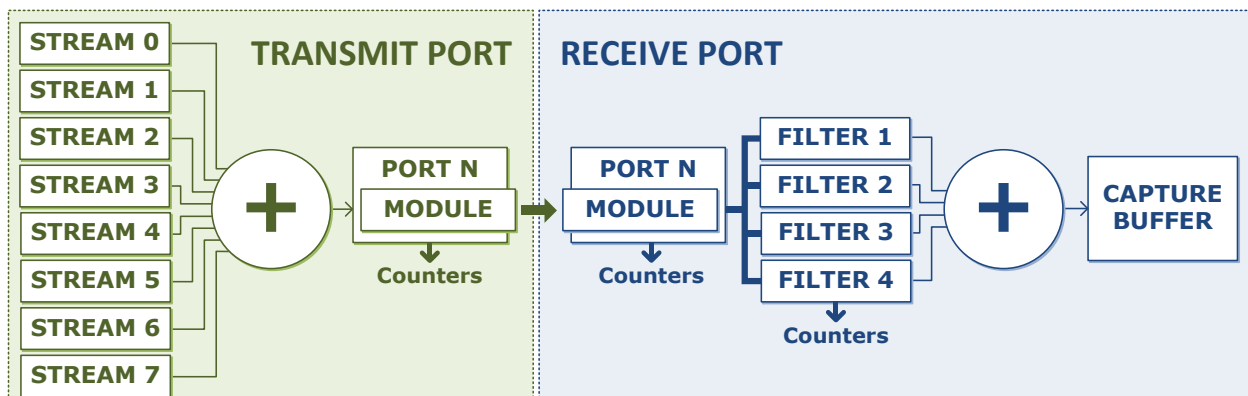 TRANSMIT PORT
STREAM 0
STREAM 1
STREAM 2
STREAM 3
STREAM 4
STREAM 5
STREAM 6
STREAM 7
+
PORT N
MODULE
Counters
RECEIVE PORT
PORT N
MODULE
Counters
FILTER 1
FILTER 2
FILTER 3
FILTER 4
Counters
+
CAPTURE
BUFFER